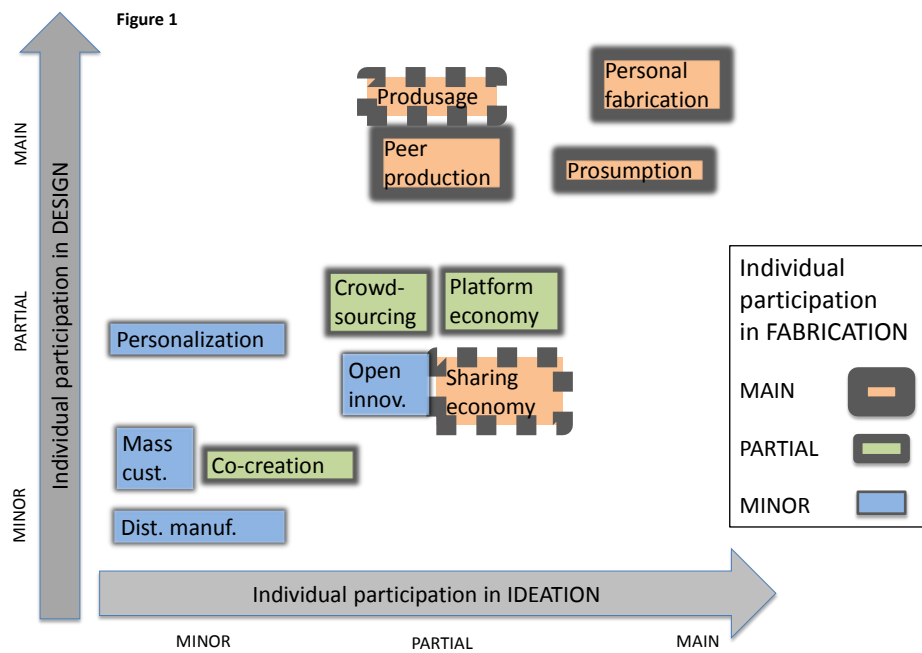 Figure 1
Individual participation in DESIGN
MAIN
PARTIAL
MINOR
Produsage
Personal
fabrication
Peer
production
Prosumption
Crowd-
sourcing
Platform
economy
Personalization
Open
innov.
Sharing
economy
Mass
cust.
Co-creation
Dist. manuf.
Individual
participation
in FABRICATION
MAIN
PARTIAL
MINOR
Individual participation in IDEATION
MINOR
PARTIAL
MAIN